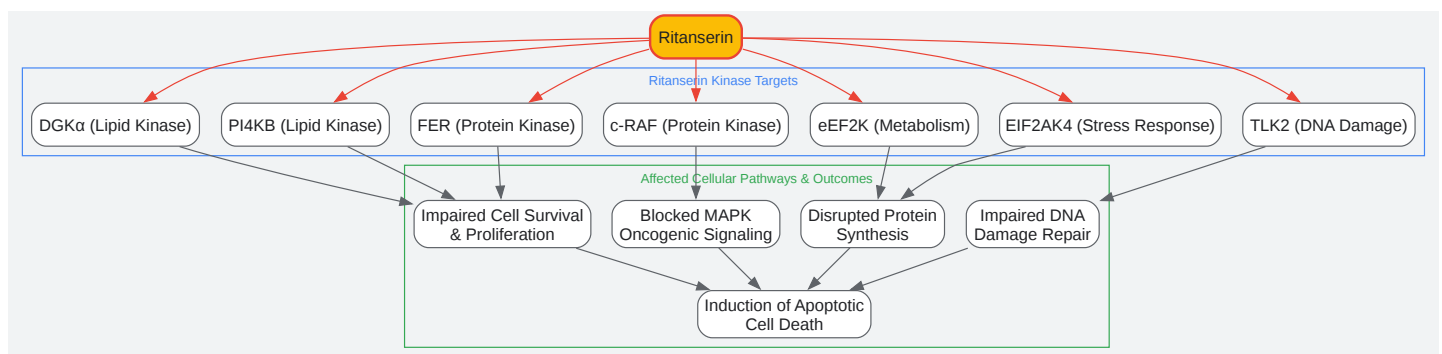 Ritanserin
Ritanserin Kinase Targets
DGKα (Lipid Kinase)
PI4KB (Lipid Kinase)
FER (Protein Kinase)
c-RAF (Protein Kinase)
eEF2K (Metabolism)
EIF2AK4 (Stress Response)
TLK2 (DNA Damage)
Affected Cellular Pathways & Outcomes
Impaired Cell Survival
& Proliferation
Blocked MAPK
Oncogenic Signaling
Disrupted Protein
Synthesis
Impaired DNA
Damage Repair
Induction of Apoptotic
Cell Death